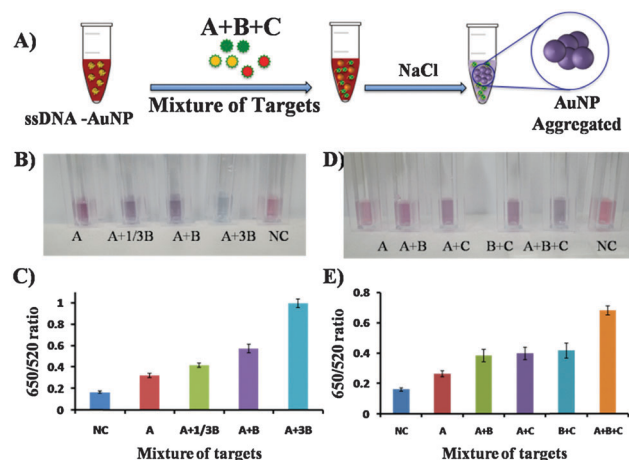 A)
A+B+C
Mixture of Targets
NaCl
ssDNA -AuNP
AuNP
Aggregated
B)
A A+1/3B A+B A+3B NC
D)
A A+B A+C B+C A+B+C NC
C)
650/520 ratio
1
0.8
0.6
0.4
0.2
0
NC A A+1/3B A+B A+3B
Mixture of targets
E)
650/520 ratio
0.8
0.6
0.4
0.2
0
NC A A+B A+C B+C A+B+C
Mixture of targets